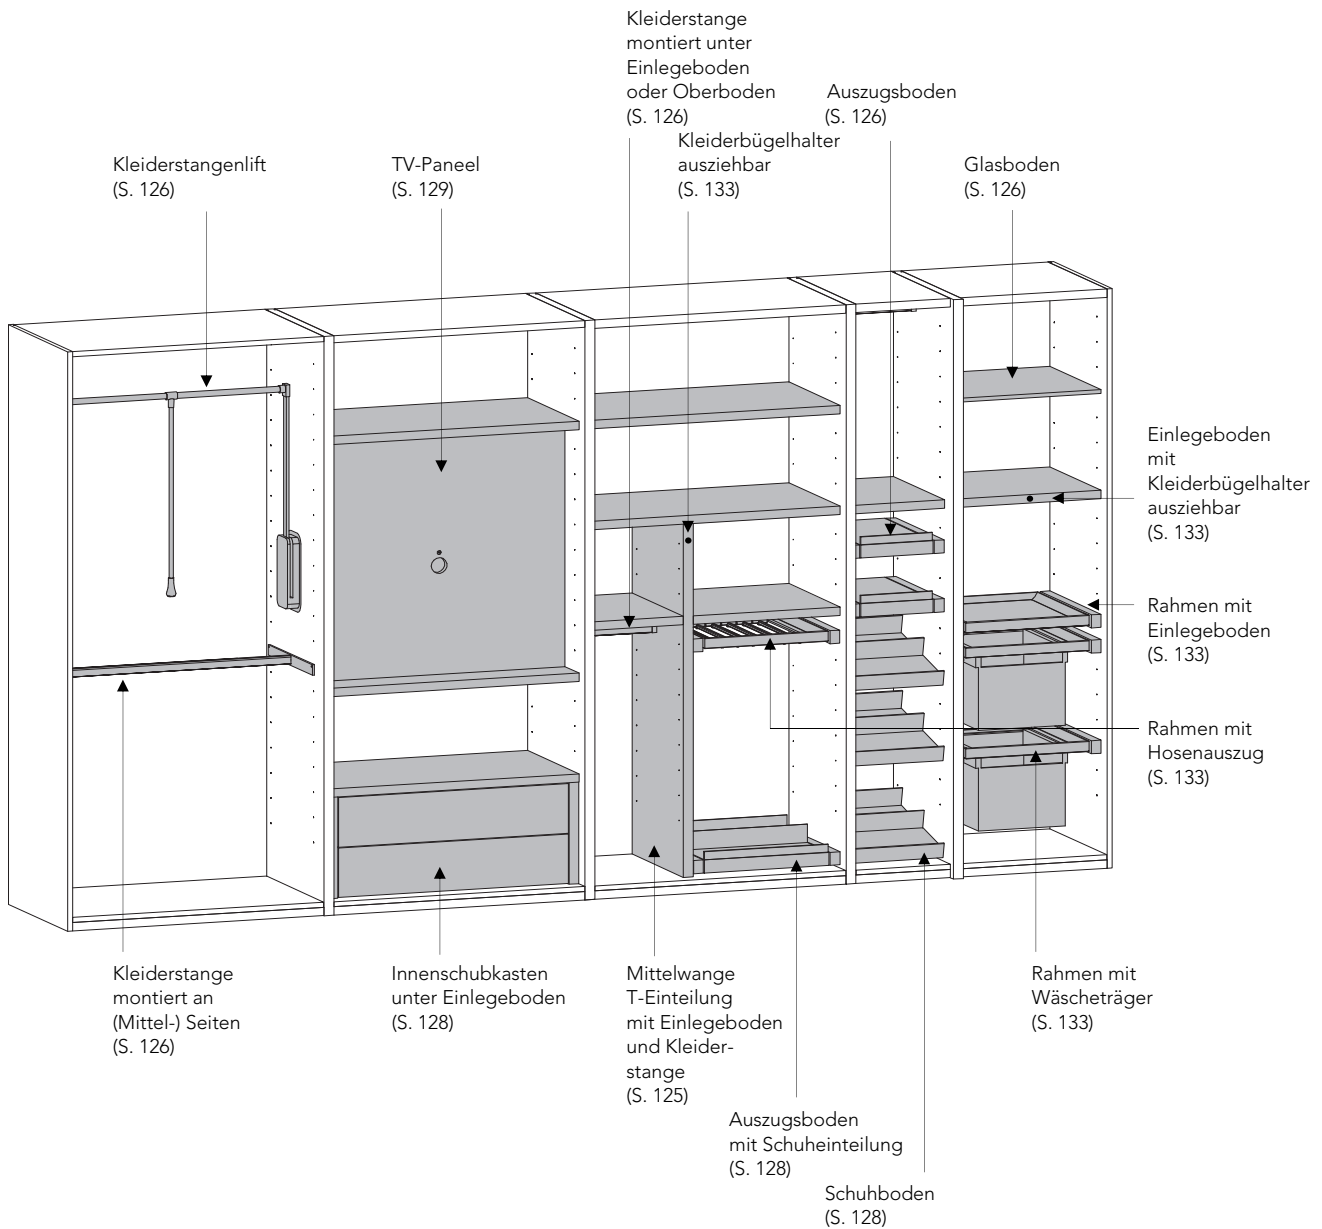 Kleiderstange
montiert unter
Einlegeboden
oder Oberboden
(S. 126)
Auszugsboden
(S. 126)
Kleiderbügelhalter
ausziehbar
(S. 133)
Kleiderstangenlift
(S. 126)
TV-Paneel
(S. 129)
Glasboden
(S. 126)
Einlegeboden
mit
Kleiderbügelhalter
ausziehbar
(S. 133)
Rahmen mit
Einlegeboden
(S. 133)
Rahmen mit
Hosenauszug
(S. 133)
Kleiderstange
montiert an
(Mittel-) Seiten
(S. 126)
Innenschubkasten
unter Einlegeboden
(S. 128)
Mittelwange
T-Einteilung
mit Einlegeboden
und Kleider-
stange
(S. 125)
Rahmen mit
Wäscheträger
(S. 133)
Auszugsboden
mit Schuheinteilung
(S. 128)
Schuhboden
(S. 128)